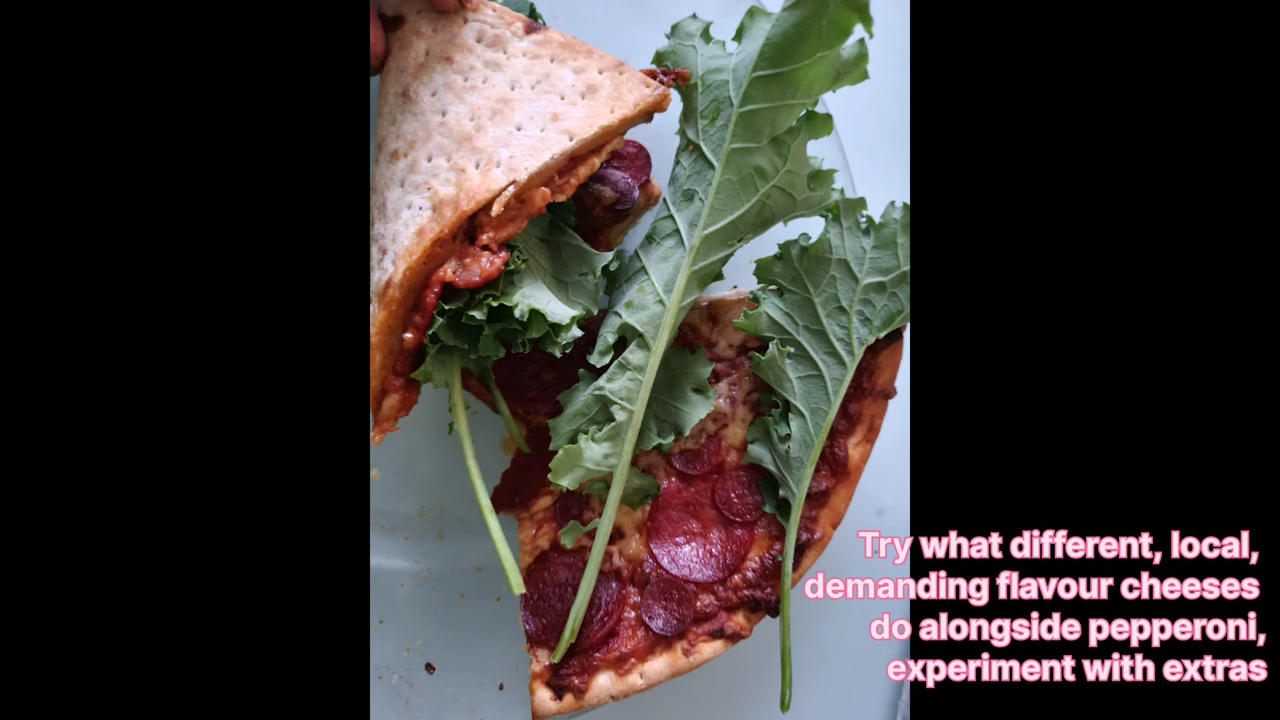 Try what different, local,
demanding flavour cheeses
do alongside pepperoni,
experiment with extras